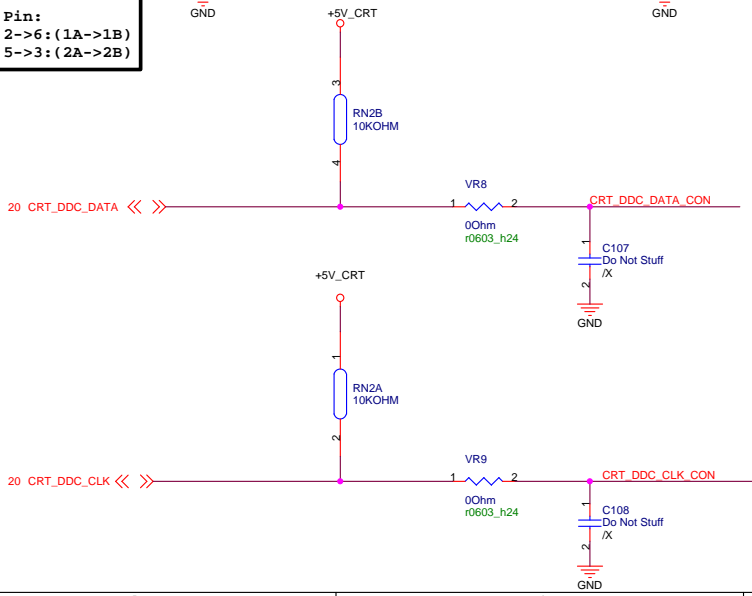 Pin:
2->6:(1A->1B)
5->3:(2A->2B)
GND
+5V_CRT
GND
3
RN2B
10KOHM
4
20 CRT_DDC_DATA
VR8
1
2
0Ohm
r0603_h24
CRT_DDC_DATA_CON
1
C107
Do Not Stuff
/X
2
GND
+5V_CRT
1
RN2A
10KOHM
2
20 CRT_DDC_CLK
VR9
1
2
0Ohm
r0603_h24
CRT_DDC_CLK_CON
1
C108
Do Not Stuff
/X
2
GND